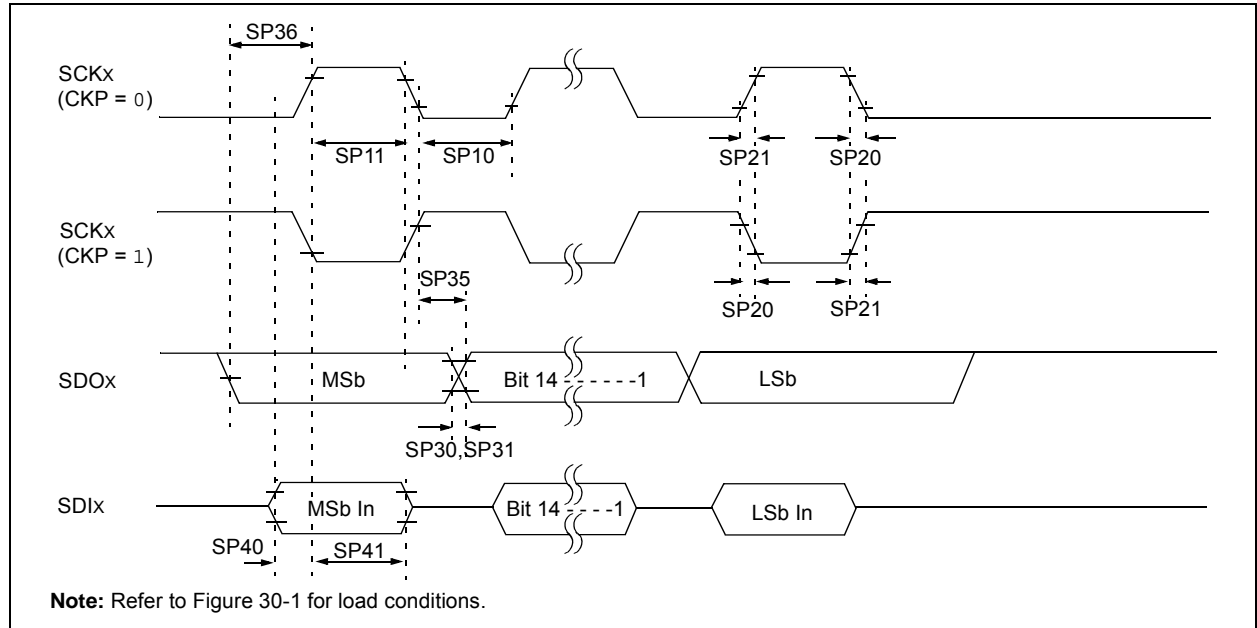 SP36
SCKx
(CKP = 0)
SP11
SP10
SP21
SP20
SCKx
(CKP = 1)
SP35
SP20
SP21
SDOx
MSb
Bit 14 - - - - - -1
LSb
SP30,SP31
SDIx
MSb In
Bit 14 - - - -1
LSb In
SP40
SP41
Note: Refer to Figure 30-1 for load conditions.